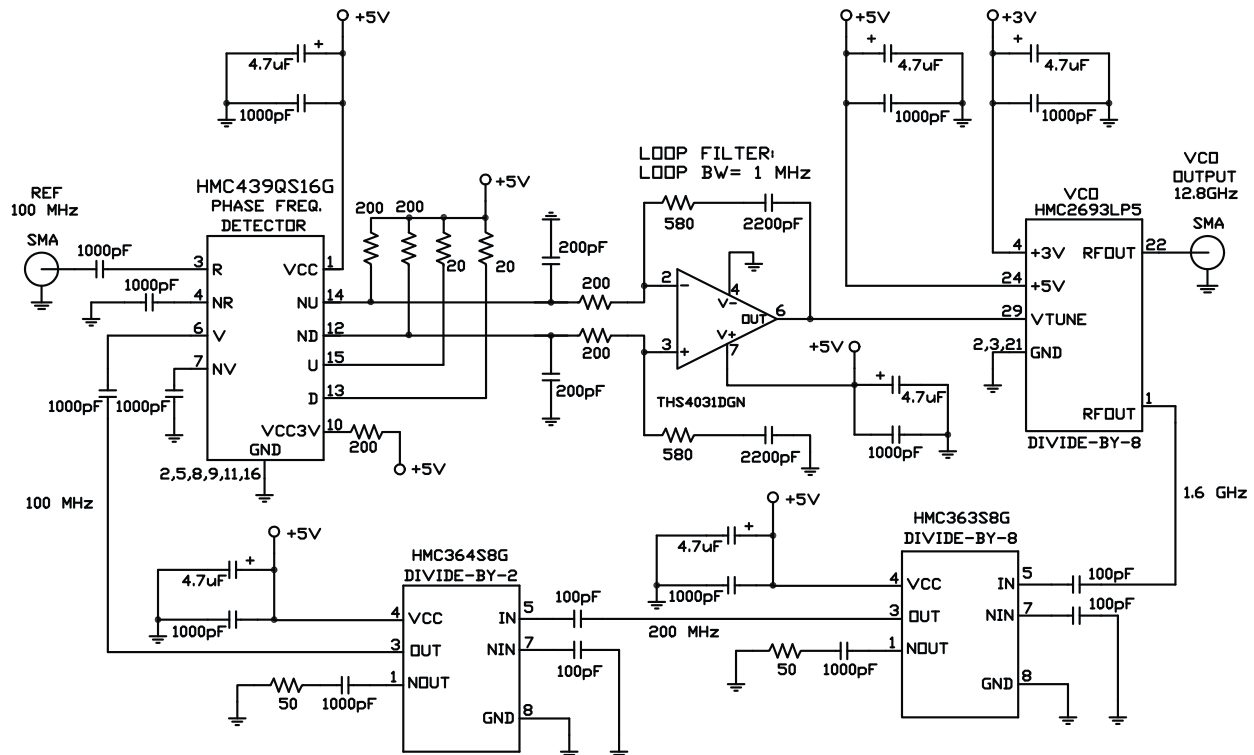 +5V
+5V
+3V
4.7uF
+
1000pF
+
4.7uF
1000pF
+
4.7uF
1000pF
LOOP FILTER:
LOOP BW= 1 MHz
REF
100 MHz
SMA
1000pF
1000pF
HMC439QS16G
PHASE FREQ.
DETECTOR
3
R
4
NR
6
V
7
NV
VCC
1
NU
14
ND
12
U
15
D
13
VCC3V
10
GND
2,5,8,9,11,16
200
+5V
200
200
20
20
+5V
200pF
200pF
200
200
580
2200pF
2
-
3
+
4
V-
OUT
6
V+
7
THS4031DGN
580
2200pF
+5V
+
4.7uF
1000pF
VCO
HMC2693LP5
4
+3V
24
+5V
29
VTUNE
2,3,21
GND
RFOUT
22
RFOUT
1
DIVIDE-BY-8
VCO
OUTPUT
12.8GHz
SMA
1000pF
1000pF
100 MHz
1.6 GHz
+5V
4.7uF
+
1000pF
HMC364S8G
DIVIDE-BY-2
4
VCC
3
OUT
1
NOUT
IN
5
NIN
7
GND
8
50
1000pF
100pF
100pF
200 MHz
+5V
4.7uF
+
1000pF
HMC363S8G
DIVIDE-BY-8
4
VCC
3
OUT
1
NOUT
IN
5
NIN
7
GND
8
50
1000pF
100pF
100pF